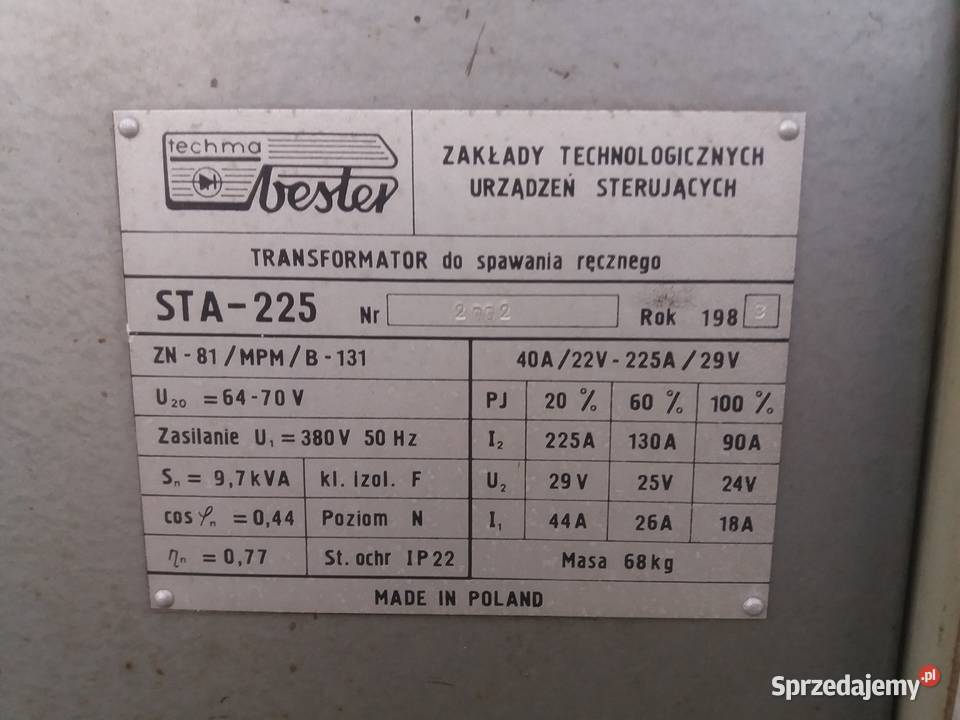 techma
bester
ZAKŁADY TECHNOLOGICZNYCH
URZĄDZEŃ STERUJĄCYCH
TRANSFORMATOR do spawania ręcznego
STA-225 Nr Rok 198 3
ZN-81/MPM/B-131
40A/22V-225A/29V
U₂₀ = 64-70 V
PJ 20 % 60 % 100 %
Zasilanie U₁ = 380V 50 Hz
I₂ 225A 130A 90A
Sₙ = 9,7kVA kl. izol. F
U₂ 29V 25V 24V
cos φₙ = 0,44 Poziom N
I₁ 44A 26A 18A
ηₙ = 0,77 St. ochr IP22
Masa 68kg
MADE IN POLAND
Sprzedajemy.pl